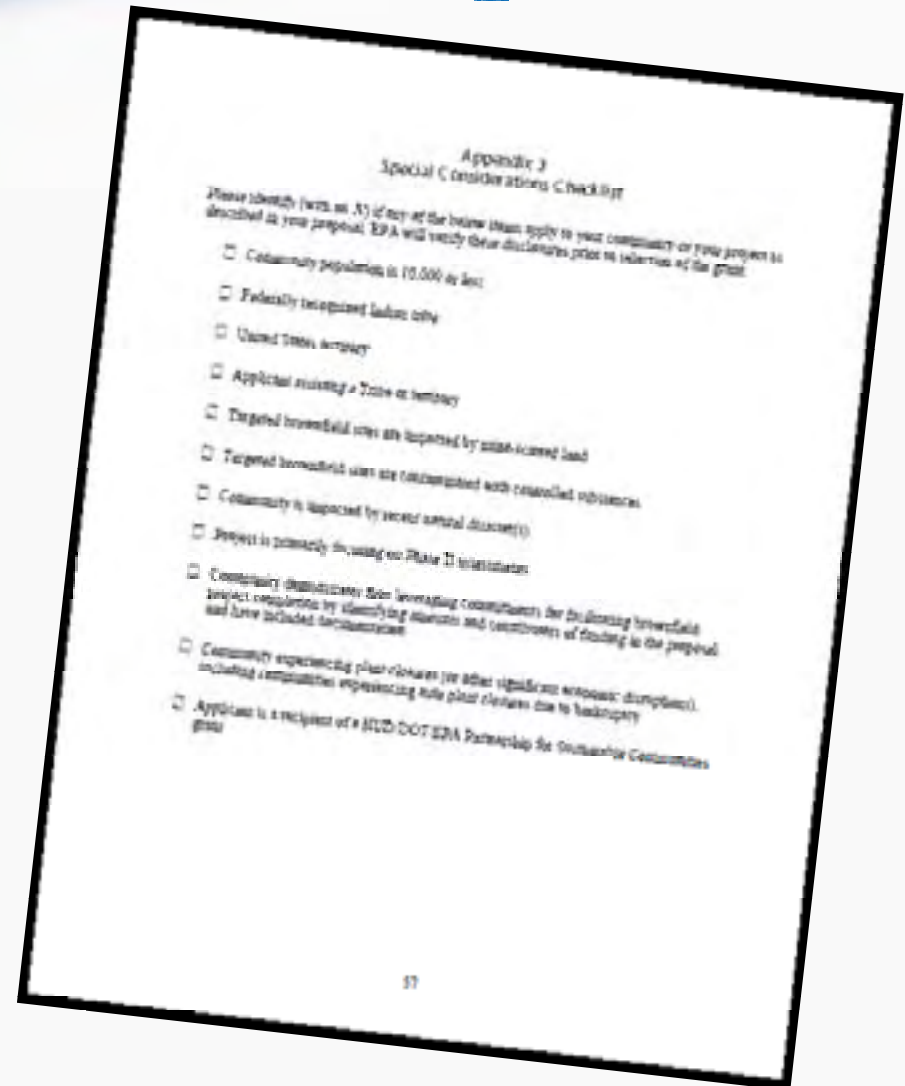 Appendix 3
Special Considerations Checklist
Please identify (with an X) if any of the below items apply to your community or your project as
described in your proposal. EPA will verify these disclosures prior to selection of the grant.
□ Community population is 10,000 or less
□ Federally recognized Indian tribe
□ United States territory
□ Applicant assisting a Tribe or territory
□ Targeted brownfield sites are impacted by mine-scarred land
□ Targeted brownfield sites are contaminated with controlled substances
□ Community is impacted by recent natural disaster(s)
□ Project is primarily focusing on Phase II assessments
□ Community demonstrates firm leveraging commitments for facilitating brownfield
project completion by identifying amounts and contributors of funding in the proposal
and have included documentation
□ Community experiencing plant closures (or other significant economic disruptions),
including communities experiencing auto plant closures due to bankruptcy
□ Applicant is a recipient of a HUD/DOT/EPA Partnership for Sustainable Communities
grant
57